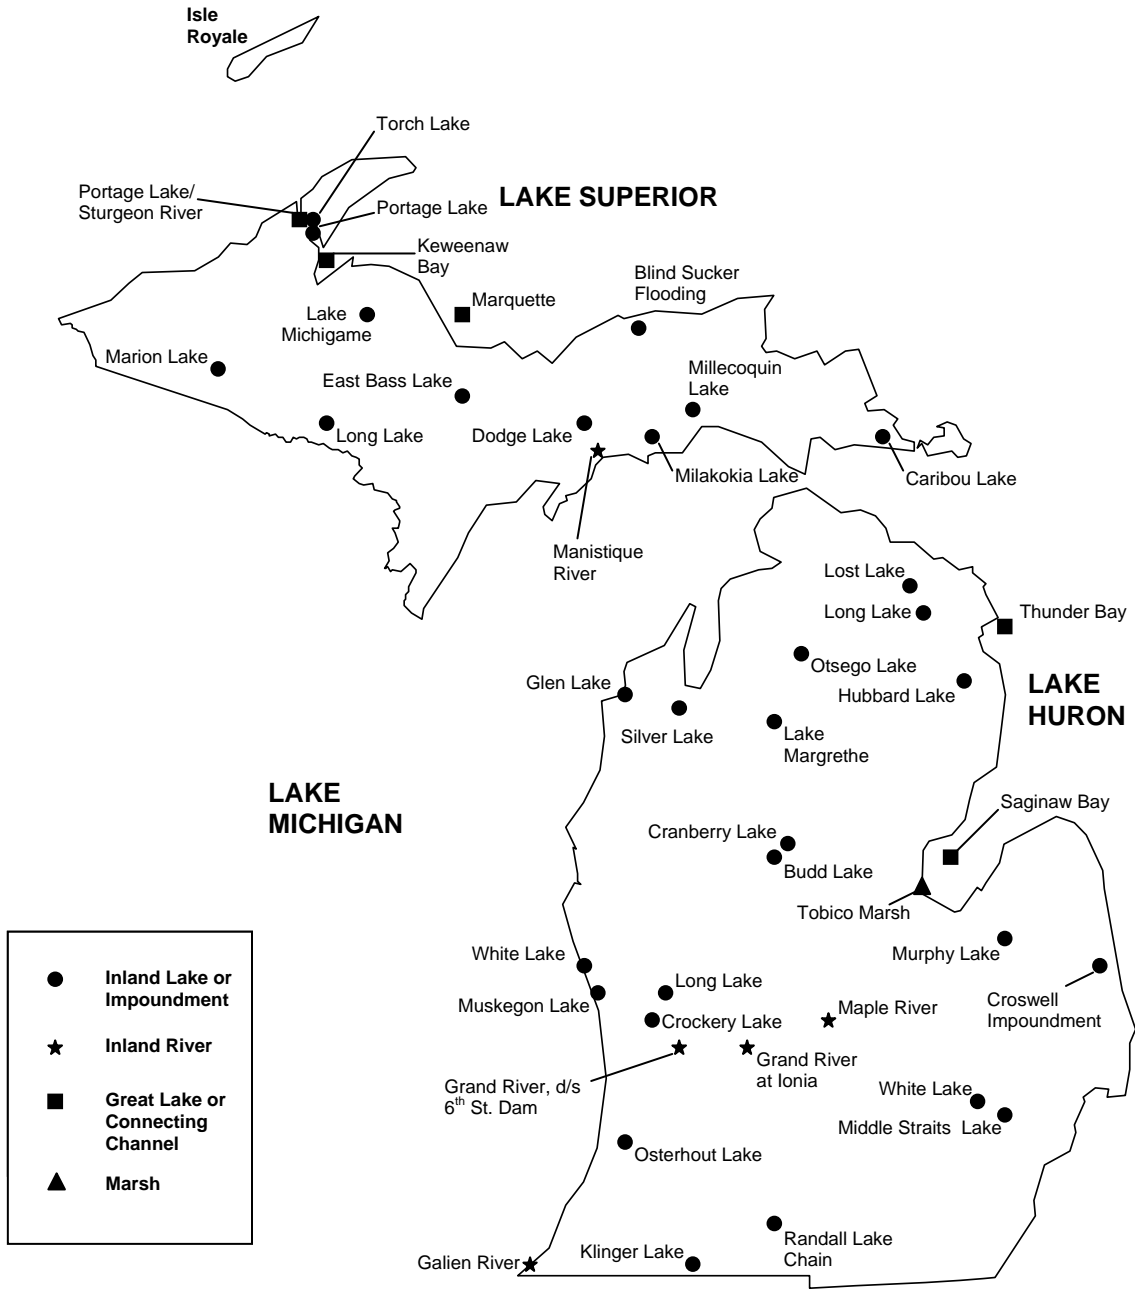 Isle
Royale
Torch Lake
Portage Lake/
Sturgeon River
LAKE SUPERIOR
Portage Lake
Keweenaw
Bay
Blind Sucker
Flooding
Marquette
Lake
Michigame
Marion Lake
East Bass Lake
Millecoquin
Lake
Long Lake
Dodge Lake
Milakokia Lake
Caribou Lake
Manistique
River
Lost Lake
Long Lake
Thunder Bay
Otsego Lake
Glen Lake
Hubbard Lake
LAKE
HURON
Silver Lake
Lake
Margrethe
LAKE
MICHIGAN
Saginaw Bay
Cranberry Lake
Budd Lake
Tobico Marsh
White Lake
Murphy Lake
Muskegon Lake
Long Lake
Crockery Lake
Maple River
Croswell
Impoundment
Grand River, d/s
6th St. Dam
Grand River
at Ionia
White Lake
Middle Straits Lake
Osterhout Lake
Randall Lake
Chain
Klinger Lake
Galien River
Inland Lake or
Impoundment
Inland River
Great Lake or
Connecting
Channel
Marsh